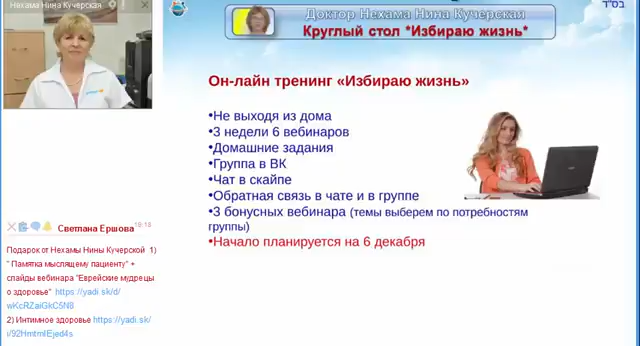 Нехама Нина Кучерская
בס"ד
Доктор Нехама Нина Кучерская
Круглый стол *Избираю жизнь*
Он-лайн тренинг «Избираю жизнь»
•Не выходя из дома
•3 недели 6 вебинаров
•Домашние задания
•Группа в ВК
•Чат в скайпе
•Обратная связь в чате и в группе
•3 бонусных вебинара (темы выберем по потребностям
группы)
•Начало планируется на 6 декабря
Светлана Ершова 19:19
Подарок от Нехамы Нины Кучерской 1)
" Памятка мыслящему пациенту" +
слайды вебинара "Еврейские мудрецы
о здоровье" https://yadi.sk/d/
wKcRZaiGkC5N8
2) Интимное здоровье https://yadi.sk/
i/92HmtmIEjed4s